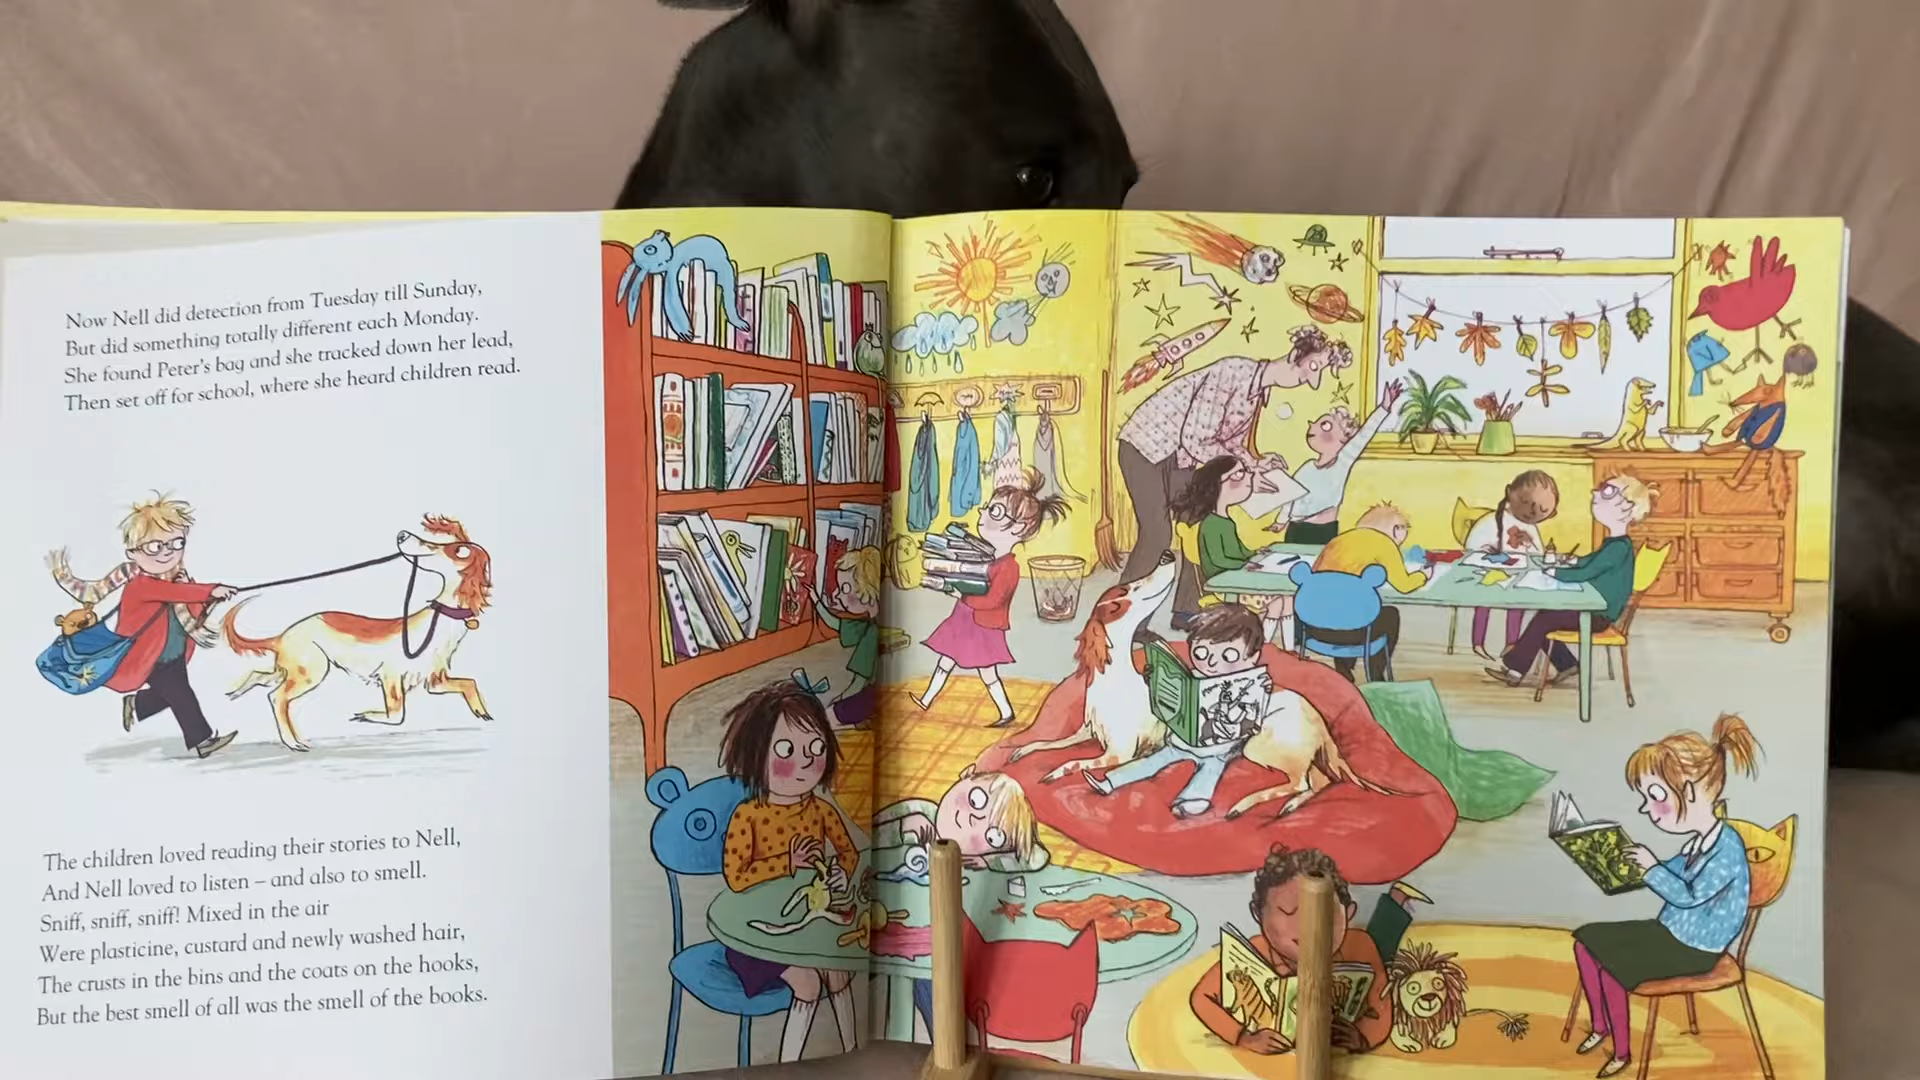 Now Nell did detection from Tuesday till Sunday,
But did something totally different each Monday.
She found Peter's bag and she tracked down her lead,
Then set off for school, where she heard children read.
The children loved reading their stories to Nell,
And Nell loved to listen – and also to smell.
Sniff, sniff, sniff! Mixed in the air
Were plasticine, custard and newly washed hair,
The crusts in the bins and the coats on the hooks,
But the best smell of all was the smell of the books.